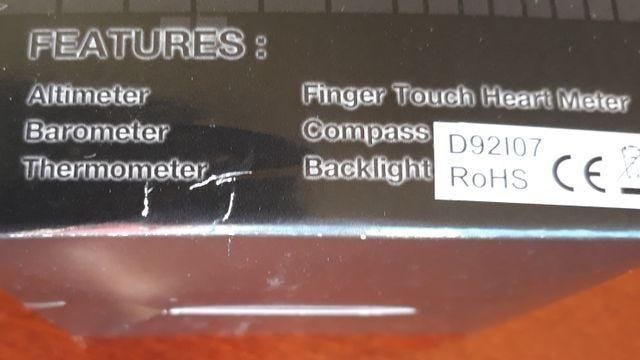 FEATURES :
Altimeter
Barometer
Thermometer
Finger Touch Heart Meter
Compass
Backlight
D92I07
RoHS CE